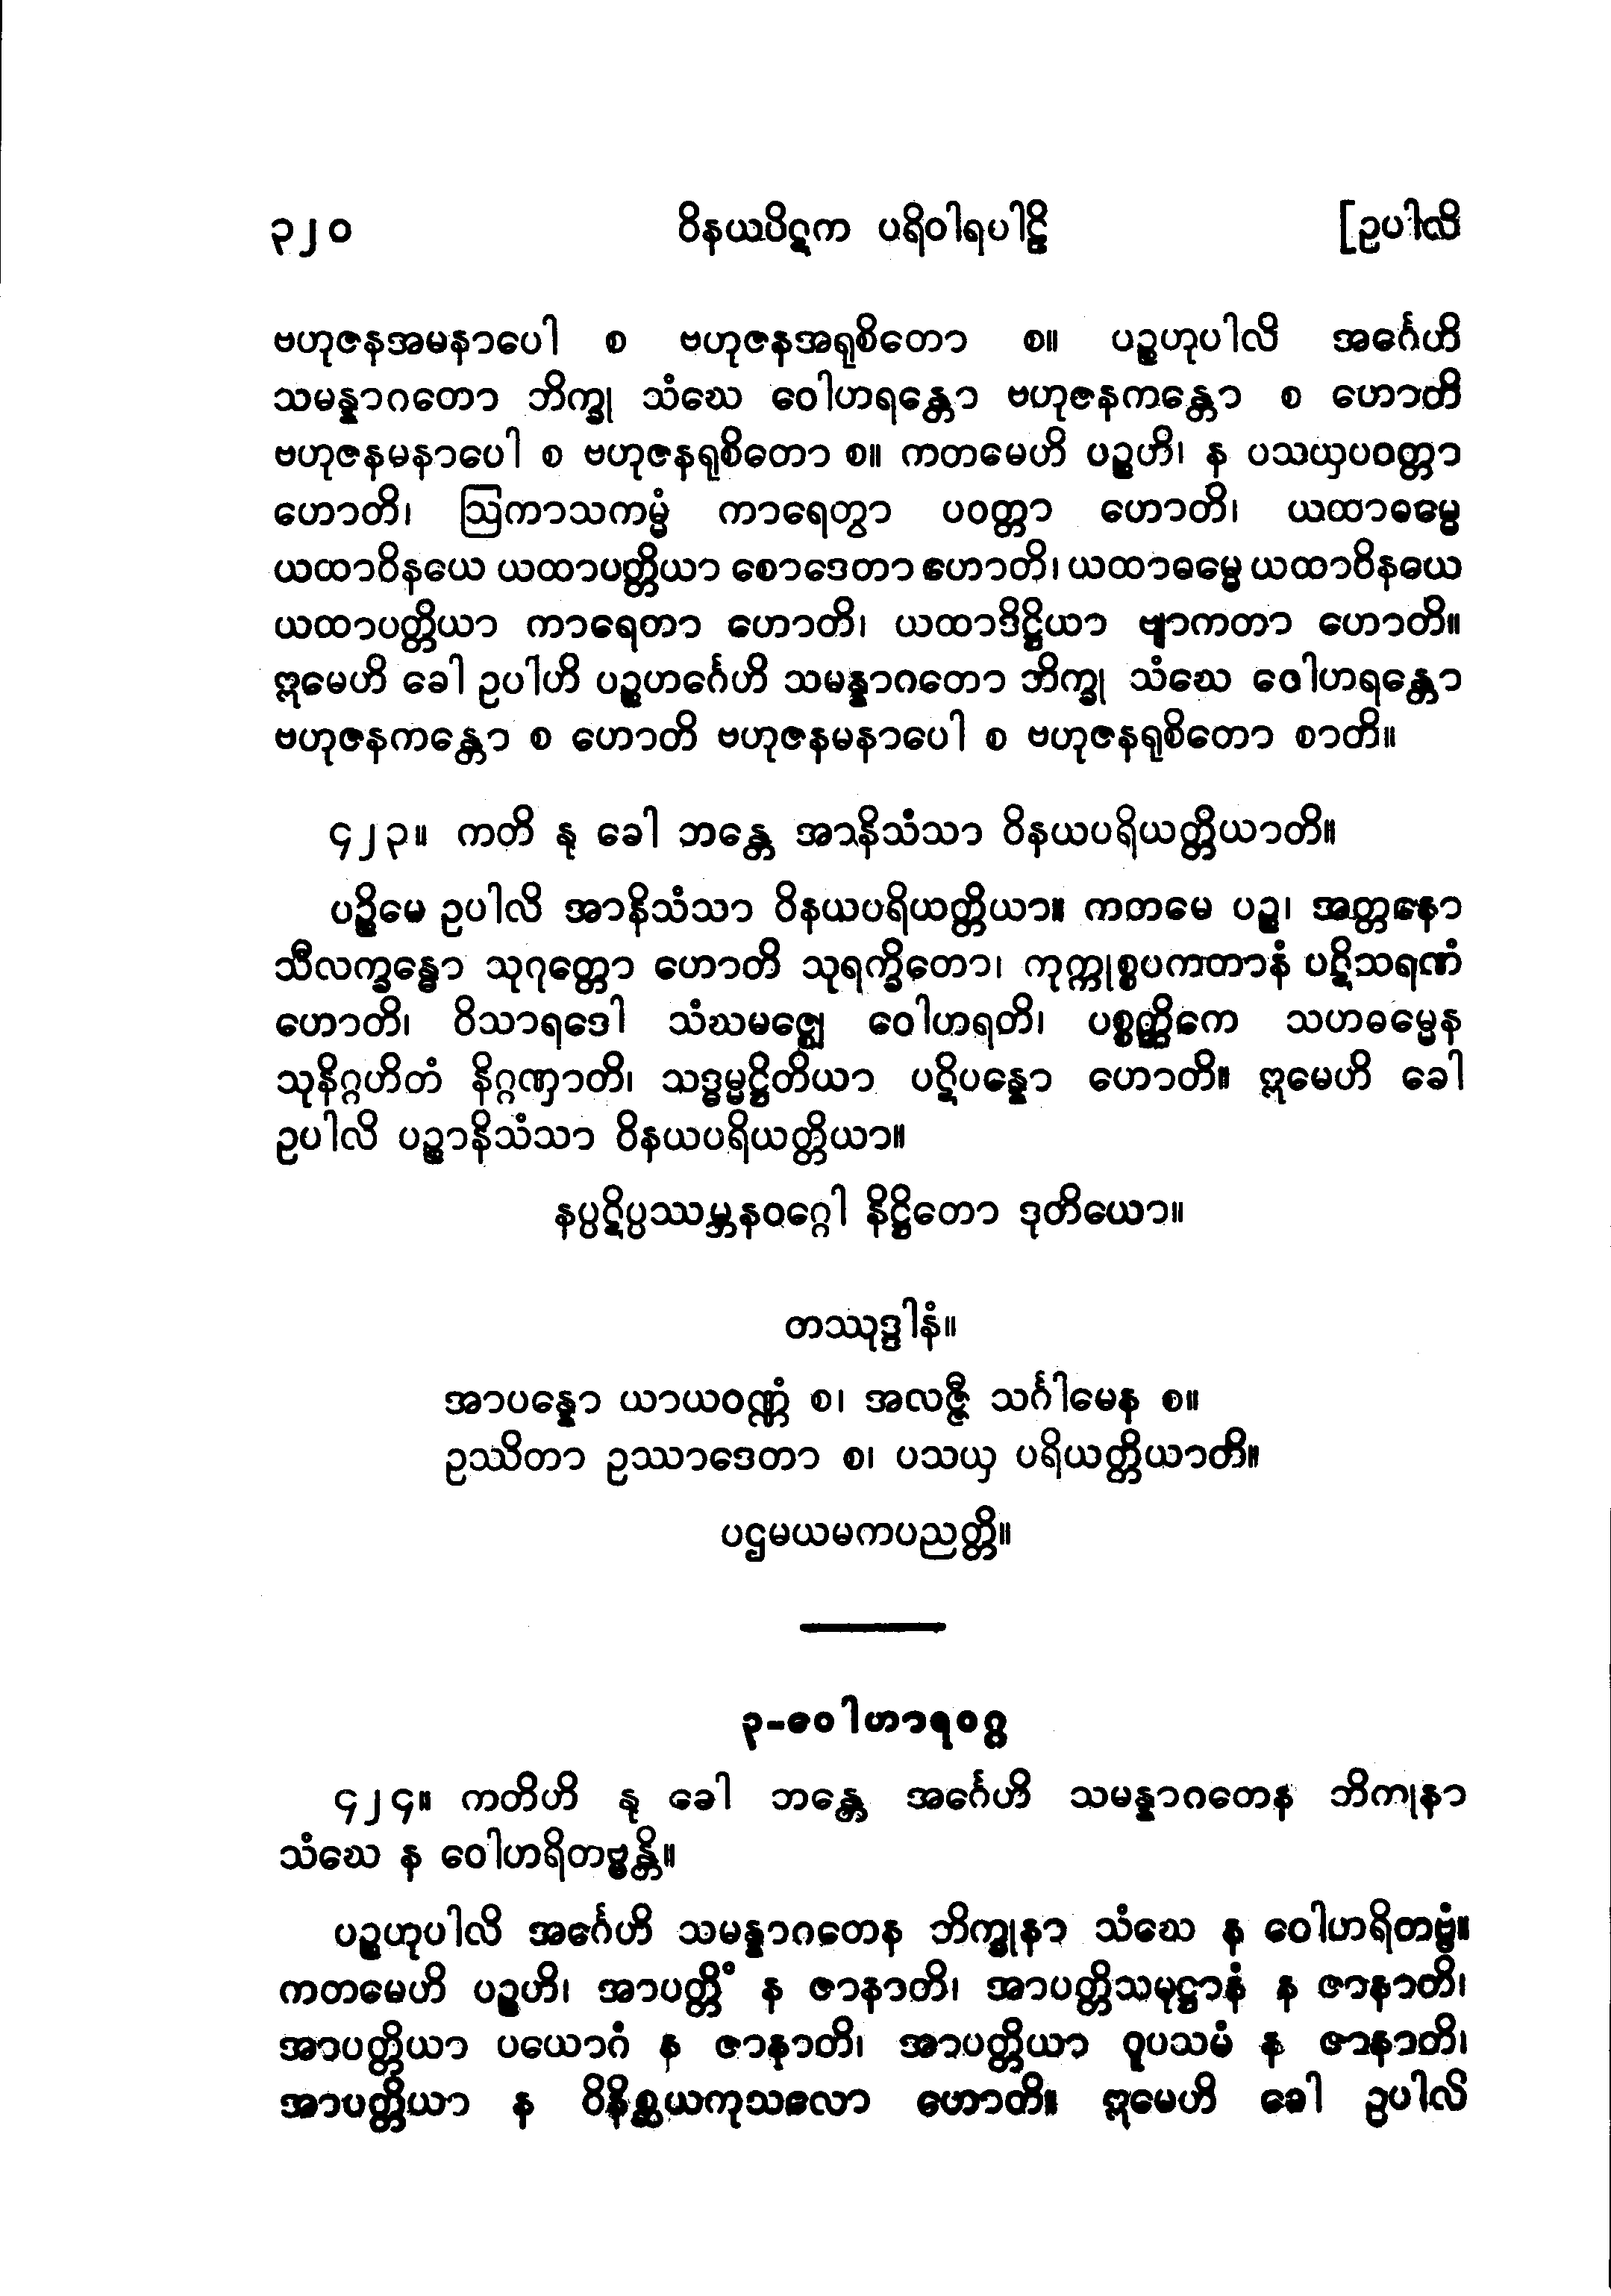 ၃၂၀ ဝိနယပိဋက ပရိဝါရပါဠိ [ဥပါလိ
ဗဟုဇနအမနာပေါ စ ဗဟုဇနအရုစိတော စ။ ပဉ္စဟုပါလိ အင်္ဂေဟိ
သမန္နာဂတော ဘိက္ခု သံဃေ ဝေါဟရန္တော ဗဟုဇနကန္တော စ ဟောတိ
ဗဟုဇနမနာပေါ စ ဗဟုဇနရုစိတော စ။ ကတမေဟိ ပဉ္စဟိ၊ န ပသယှပဝတ္တာ
ဟောတိ၊ ဩကာသကမ္မံ ကာရေတွာ ပဝတ္တာ ဟောတိ၊ ယထာဓမ္မေ
ယထာဝိနယေ ယထာပတ္တိယာ စောဒေတာ ဟောတိ၊ ယထာဓမ္မေ ယထာဝိနယေ
ယထာပတ္တိယာ ကာရေတာ ဟောတိ၊ ယထာဒိဋ္ဌိယာ ဗျာကတာ ဟောတိ။
ဣမေဟိ ခေါ ဥပါဟိ ပဉ္စဟင်္ဂေဟိ သမန္နာဂတော ဘိက္ခု သံဃေ ဝေါဟရန္တော
ဗဟုဇနကန္တော စ ဟောတိ ဗဟုဇနမနာပေါ စ ဗဟုဇနရုစိတော စာတိ။
၄၂၃။ ကတိ နု ခေါ ဘန္တေ အာနိသံသာ ဝိနယပရိယတ္တိယာတိ။
ပဉ္စိမေ ဥပါလိ အာနိသံသာ ဝိနယပရိယတ္တိယာ။ ကတမေ ပဉ္စ၊ အတ္တနော
သီလက္ခန္ဓော သုဂုတ္တော ဟောတိ သုရက္ခိတော၊ ကုက္ကုစ္စပကတာနံ ပဋိသရဏံ
ဟောတိ၊ ဝိသာရဒေါ သံဃမဇ္ဈေ ဝေါဟရတိ၊ ပစ္စတ္ထိကေ သဟဓမ္မေန
သုနိဂ္ဂဟိတံ နိဂ္ဂဏှာတိ၊ သဒ္ဓမ္မဋ္ဌိတိယာ ပဋိပန္နော ဟောတိ။ ဣမေဟိ ခေါ
ဥပါလိ ပဉ္စာနိသံသာ ဝိနယပရိယတ္တိယာ။
နပ္ပဋိပ္ပဿမ္ဘနဝဂ္ဂေါ နိဋ္ဌိတော ဒုတိယော။
တဿုဒ္ဒါနံ။
အာပန္နော ယာယဝဏ္ဏံ စ၊ အလဇ္ဇီ သင်္ဂါမေန စ။
ဥဿိတာ ဥဿာဒေတာ စ၊ ပသယှ ပရိယတ္တိယာတိ။
ပဌမယမကပညတ္တိ။
၃-ဝေါဟာရဝဂ္ဂ
၄၂၄။ ကတိဟိ နု ခေါ ဘန္တေ အင်္ဂေဟိ သမန္နာဂတေန ဘိက္ခုနာ
သံဃေ န ဝေါဟရိတဗ္ဗန္တိ။
ပဉ္စဟုပါလိ အင်္ဂေဟိ သမန္နာဂတေန ဘိက္ခုနာ သံဃေ န ဝေါဟရိတဗ္ဗံ။
ကတမေဟိ ပဉ္စဟိ၊ အာပတ္တိံ န ဇာနာတိ၊ အာပတ္တိသမုဋ္ဌာနံ န ဇာနာတိ၊
အာပတ္တိယာ ပယောဂံ န ဇာနာတိ၊ အာပတ္တိယာ ဝူပသမံ န ဇာနာတိ၊
အာပတ္တိယာ န ဝိနိစ္ဆယကုသလော ဟောတိ။ ဣမေဟိ ခေါ ဥပါလိ